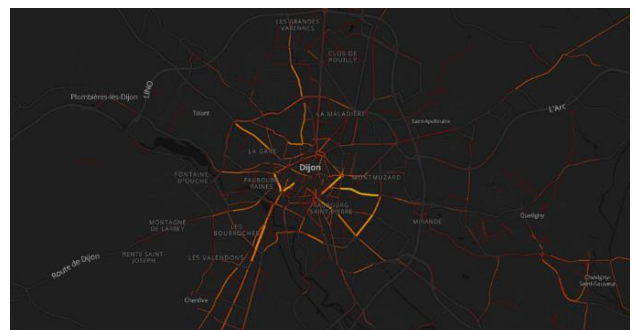 LES GRANDES
VARENNES
CLOS DE
POUILLY
LINO
Plombières-lès-Dijon
Talant
LA MALADIÈRE
L'Arc
Saint-Apollinaire
LA GARE
Dijon
FONTAINE
D'OUCHE
FAUBOURG
RAINES
MONTMUZARD
FAUBOURG
SAINT-PIERRE
MONTAGNE
DE LARREY
LES
BOURROCHES
MIRANDE
Quetigny
Route de Dijon
RENTE SAINT-
JOSEPH
LES VALENDONS
Chevigny-
Saint-Sauveur
Chenôve